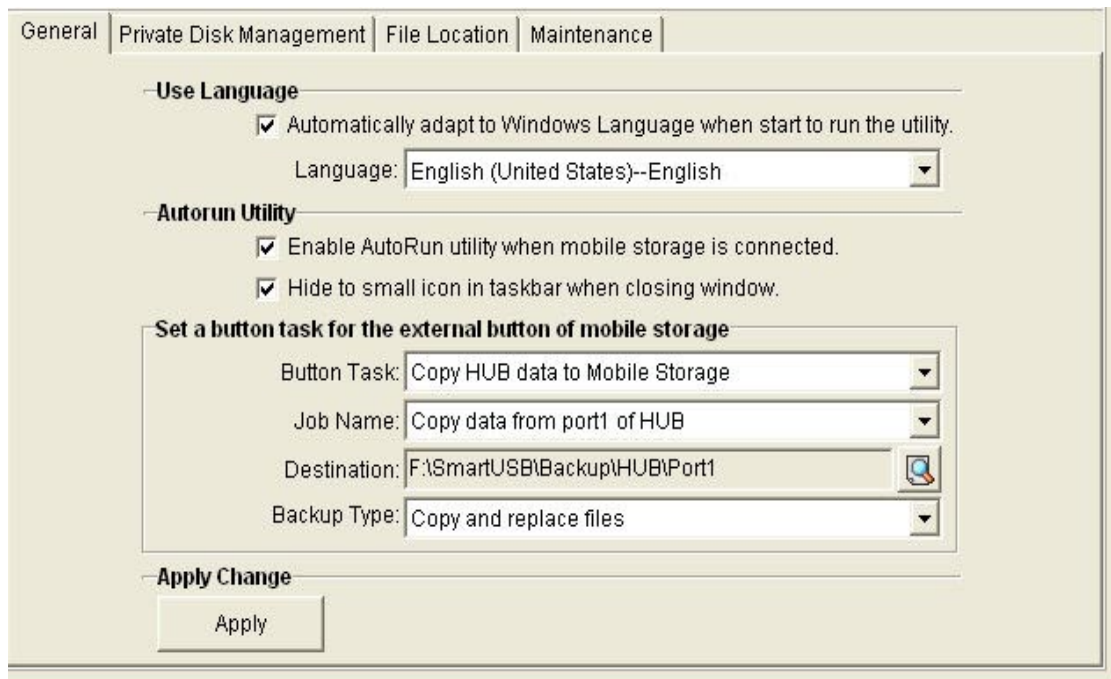 General Private Disk Management File Location Maintenance
Use Language
Automatically adapt to Windows Language when start to run the utility.
Language: English (United States)--English
Autorun Utility
Enable AutoRun utility when mobile storage is connected.
Hide to small icon in taskbar when closing window.
Set a button task for the external button of mobile storage
Button Task: Copy HUB data to Mobile Storage
Job Name: Copy data from port1 of HUB
Destination: F:\SmartUSB\Backup\HUB\Port1
Backup Type: Copy and replace files
Apply Change
Apply